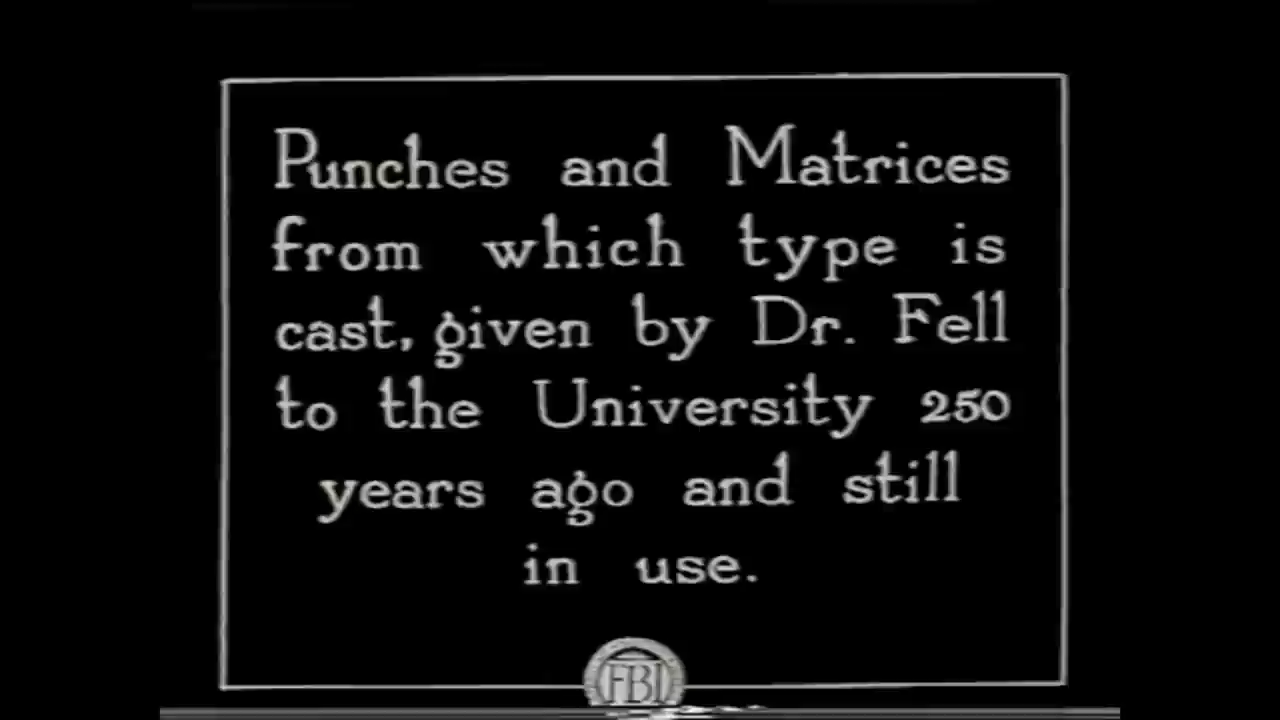 Punches and Matrices
from which type is
cast, given by Dr. Fell
to the University 250
years ago and still
in use.
FBI